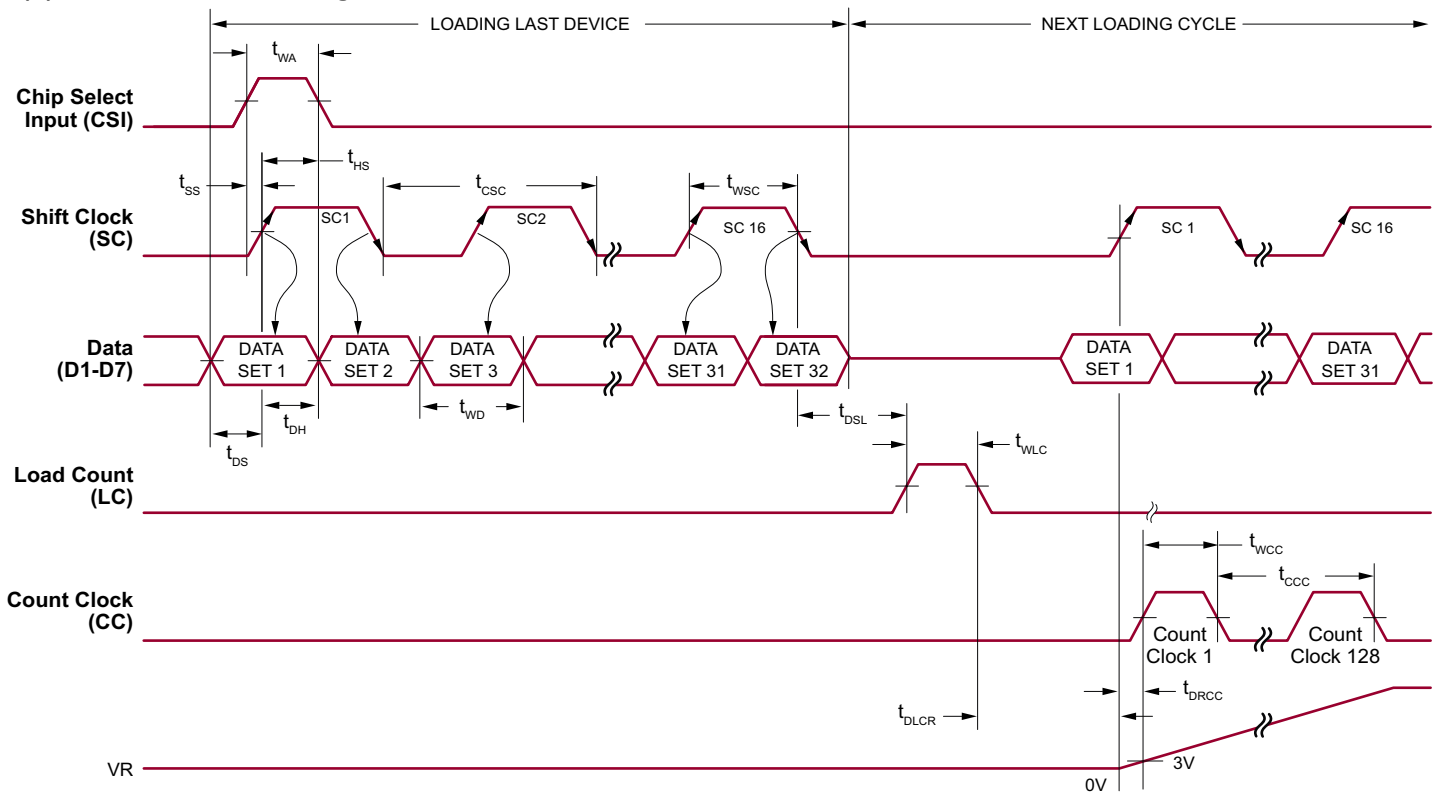 LOADING LAST DEVICE
NEXT LOADING CYCLE
tWA
Chip Select
Input (CSI)
tHS
tSS
tCSC
tWSC
Shift Clock
(SC)
SC1
SC2
SC 16
SC 1
SC 16
Data
(D1-D7)
DATA
SET 1
DATA
SET 2
DATA
SET 3
DATA
SET 31
DATA
SET 32
DATA
SET 1
DATA
SET 31
tDH
tWD
tDSL
tDS
tWLC
Load Count
(LC)
tWCC
tCCC
Count Clock
(CC)
Count
Clock 1
Count
Clock 128
tDRCC
tDLCR
VR
3V
0V